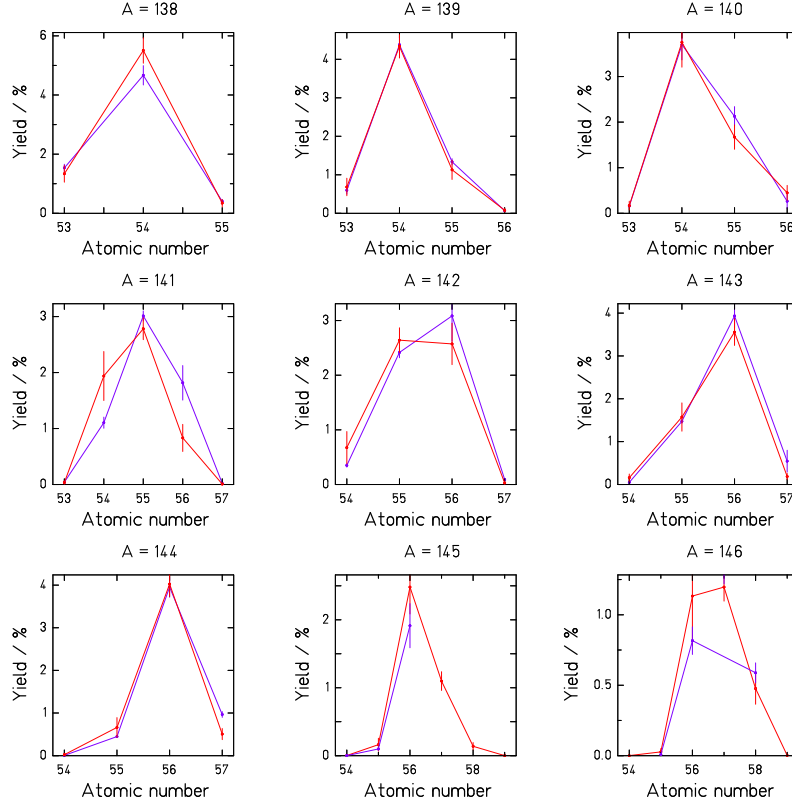 A = 138
A = 139
A = 140
Yield / %
6
4
2
0
53
54
55
Atomic number
Yield / %
4
3
2
1
0
53
54
55
56
Atomic number
Yield / %
3
2
1
0
53
54
55
56
Atomic number
A = 141
A = 142
A = 143
Yield / %
3
2
1
0
53
54
55
56
57
Atomic number
Yield / %
3
2
1
0
54
55
56
57
Atomic number
Yield / %
4
3
2
1
0
54
55
56
57
Atomic number
A = 144
A = 145
A = 146
Yield / %
4
3
2
1
0
54
55
56
57
Atomic number
Yield / %
2
1
0
54
56
58
Atomic number
Yield / %
1.0
0.5
0.0
54
56
58
Atomic number